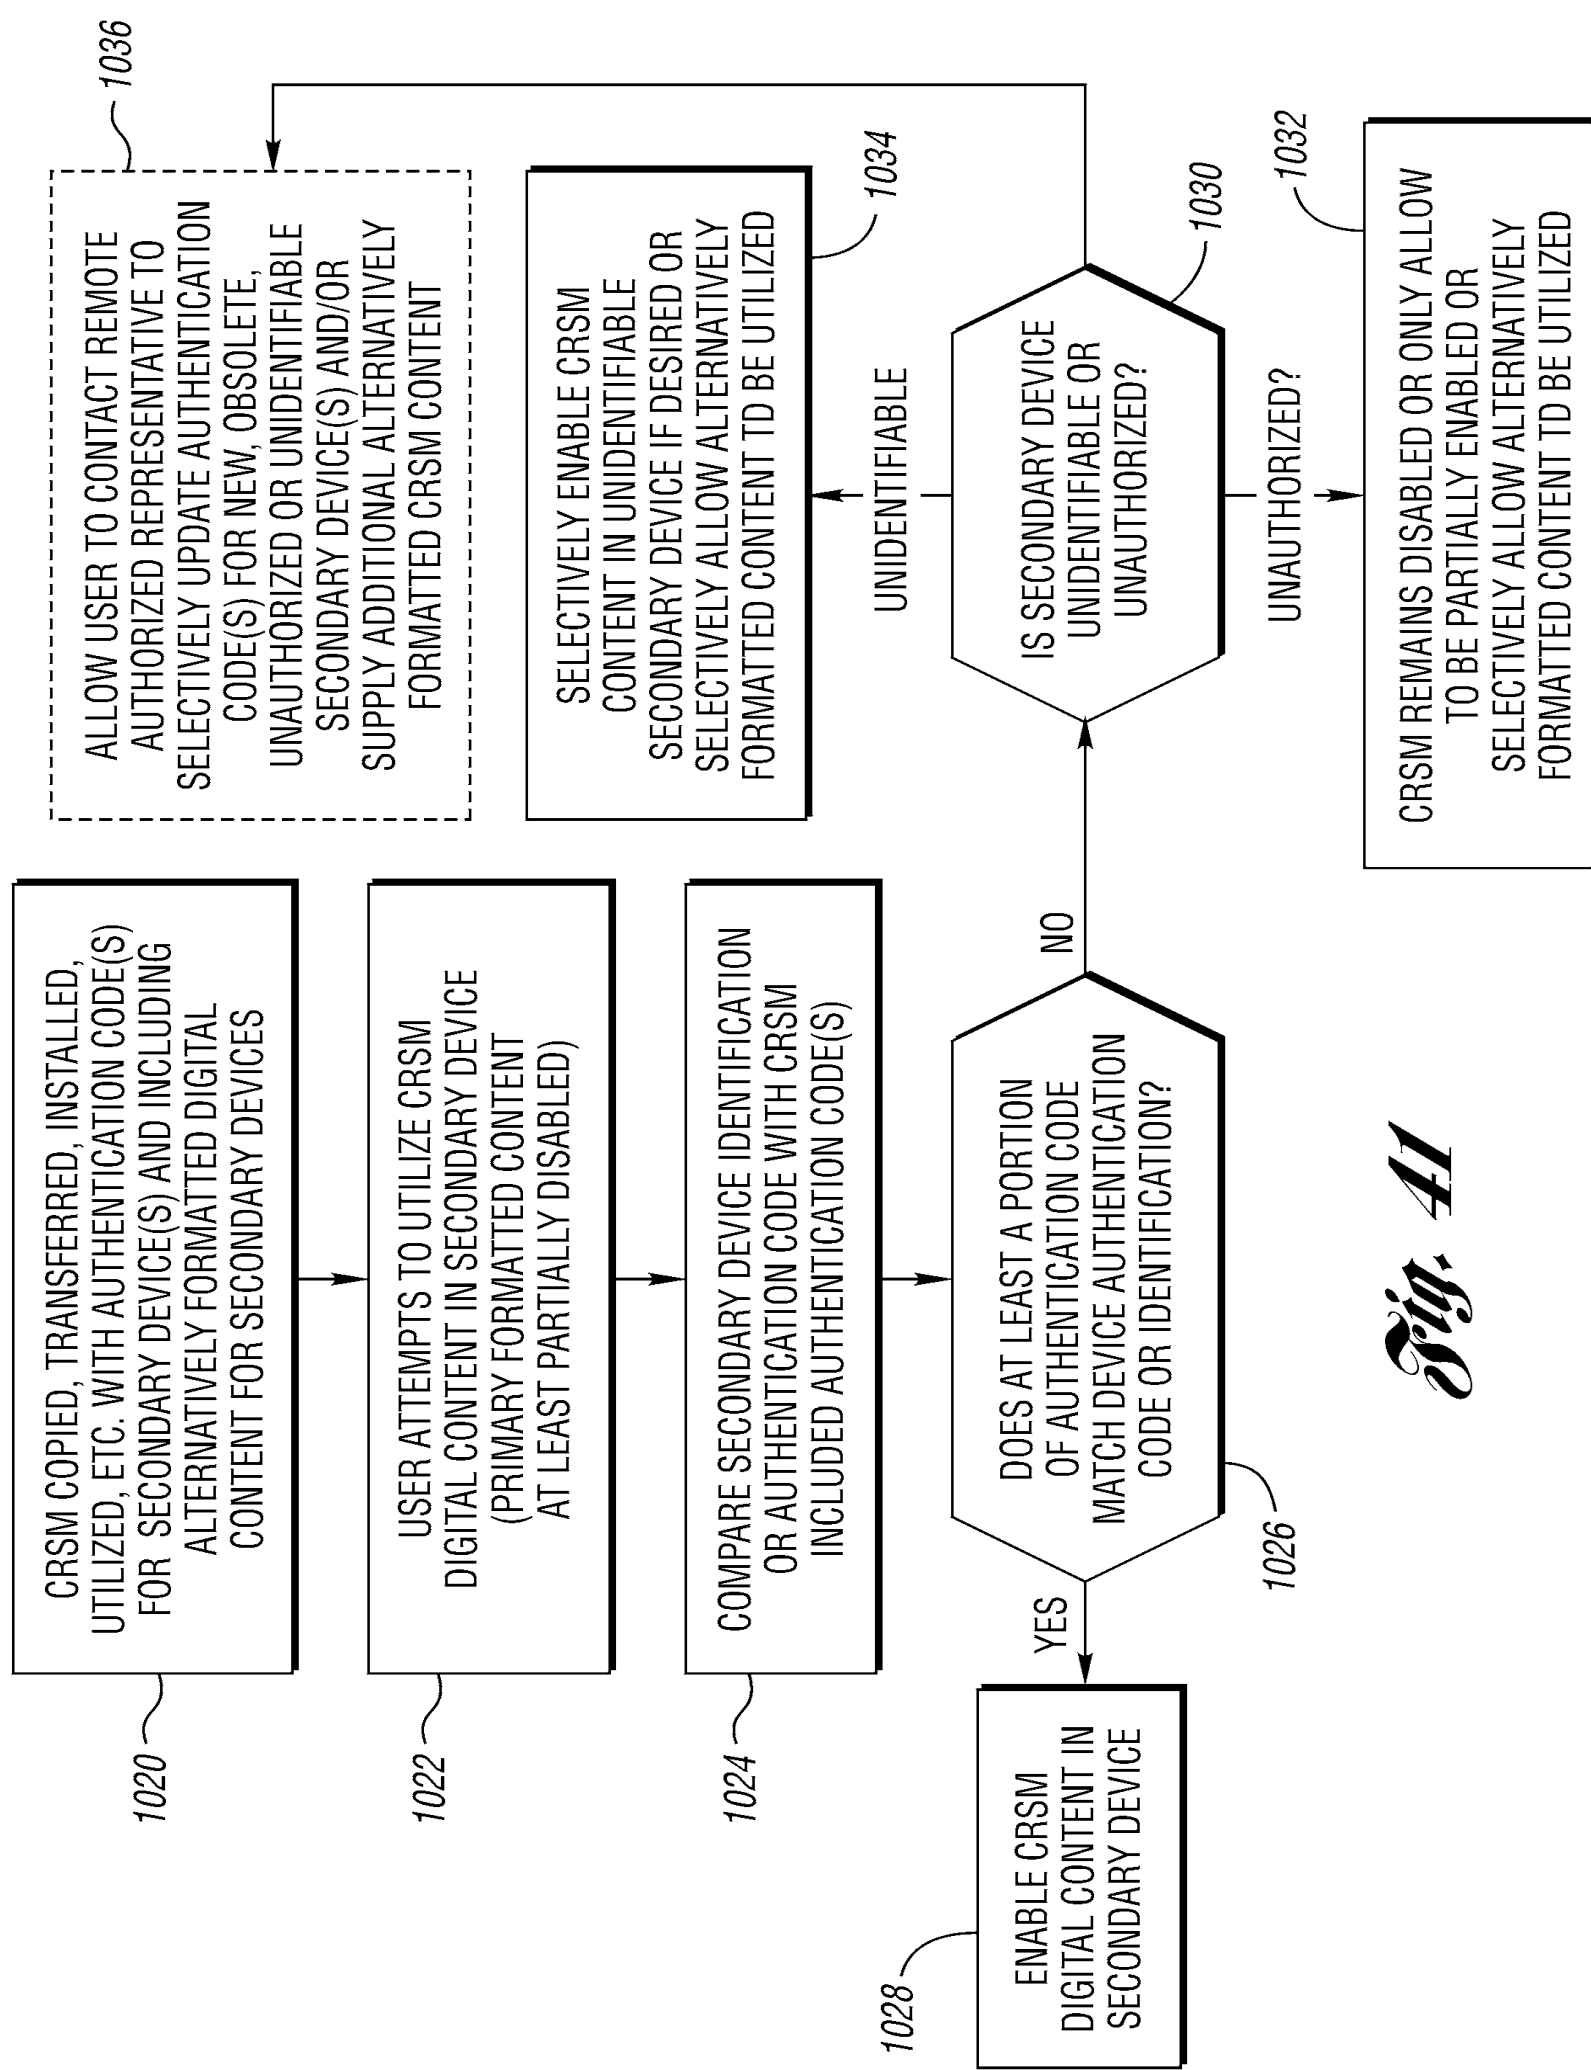 CRSM COPIED, TRANSFERRED, INSTALLED,
UTILIZED, ETC. WITH AUTHENTICATION CODE(S)
FOR SECONDARY DEVICE(S) AND INCLUDING
ALTERNATIVELY FORMATTED DIGITAL
CONTENT FOR SECONDARY DEVICES
1020
USER ATTEMPTS TO UTILIZE CRSM
DIGITAL CONTENT IN SECONDARY DEVICE
(PRIMARY FORMATTED CONTENT
AT LEAST PARTIALLY DISABLED)
1022
COMPARE SECONDARY DEVICE IDENTIFICATION
OR AUTHENTICATION CODE WITH CRSM
INCLUDED AUTHENTICATION CODE(S)
1024
DOES AT LEAST A PORTION
OF AUTHENTICATION CODE
MATCH DEVICE AUTHENTICATION
CODE OR IDENTIFICATION?
1026
YES
ENABLE CRSM
DIGITAL CONTENT IN
SECONDARY DEVICE
1028
NO
IS SECONDARY DEVICE
UNIDENTIFIABLE OR
UNAUTHORIZED?
1030
UNAUTHORIZED?
CRSM REMAINS DISABLED OR ONLY ALLOW
TO BE PARTIALLY ENABLED OR
SELECTIVELY ALLOW ALTERNATIVELY
FORMATTED CONTENT TD BE UTILIZED
1032
UNIDENTIFIABLE
SELECTIVELY ENABLE CRSM
CONTENT IN UNIDENTIFIABLE
SECONDARY DEVICE IF DESIRED OR
SELECTIVELY ALLOW ALTERNATIVELY
FORMATTED CONTENT TD BE UTILIZED
1034
ALLOW USER TO CONTACT REMOTE
AUTHORIZED REPRESENTATIVE TO
SELECTIVELY UPDATE AUTHENTICATION
CODE(S) FOR NEW, OBSOLETE,
UNAUTHORIZED OR UNIDENTIFIABLE
SECONDARY DEVICE(S) AND/OR
SUPPLY ADDITIONAL ALTERNATIVELY
FORMATTED CRSM CONTENT
1036
Fig. 41